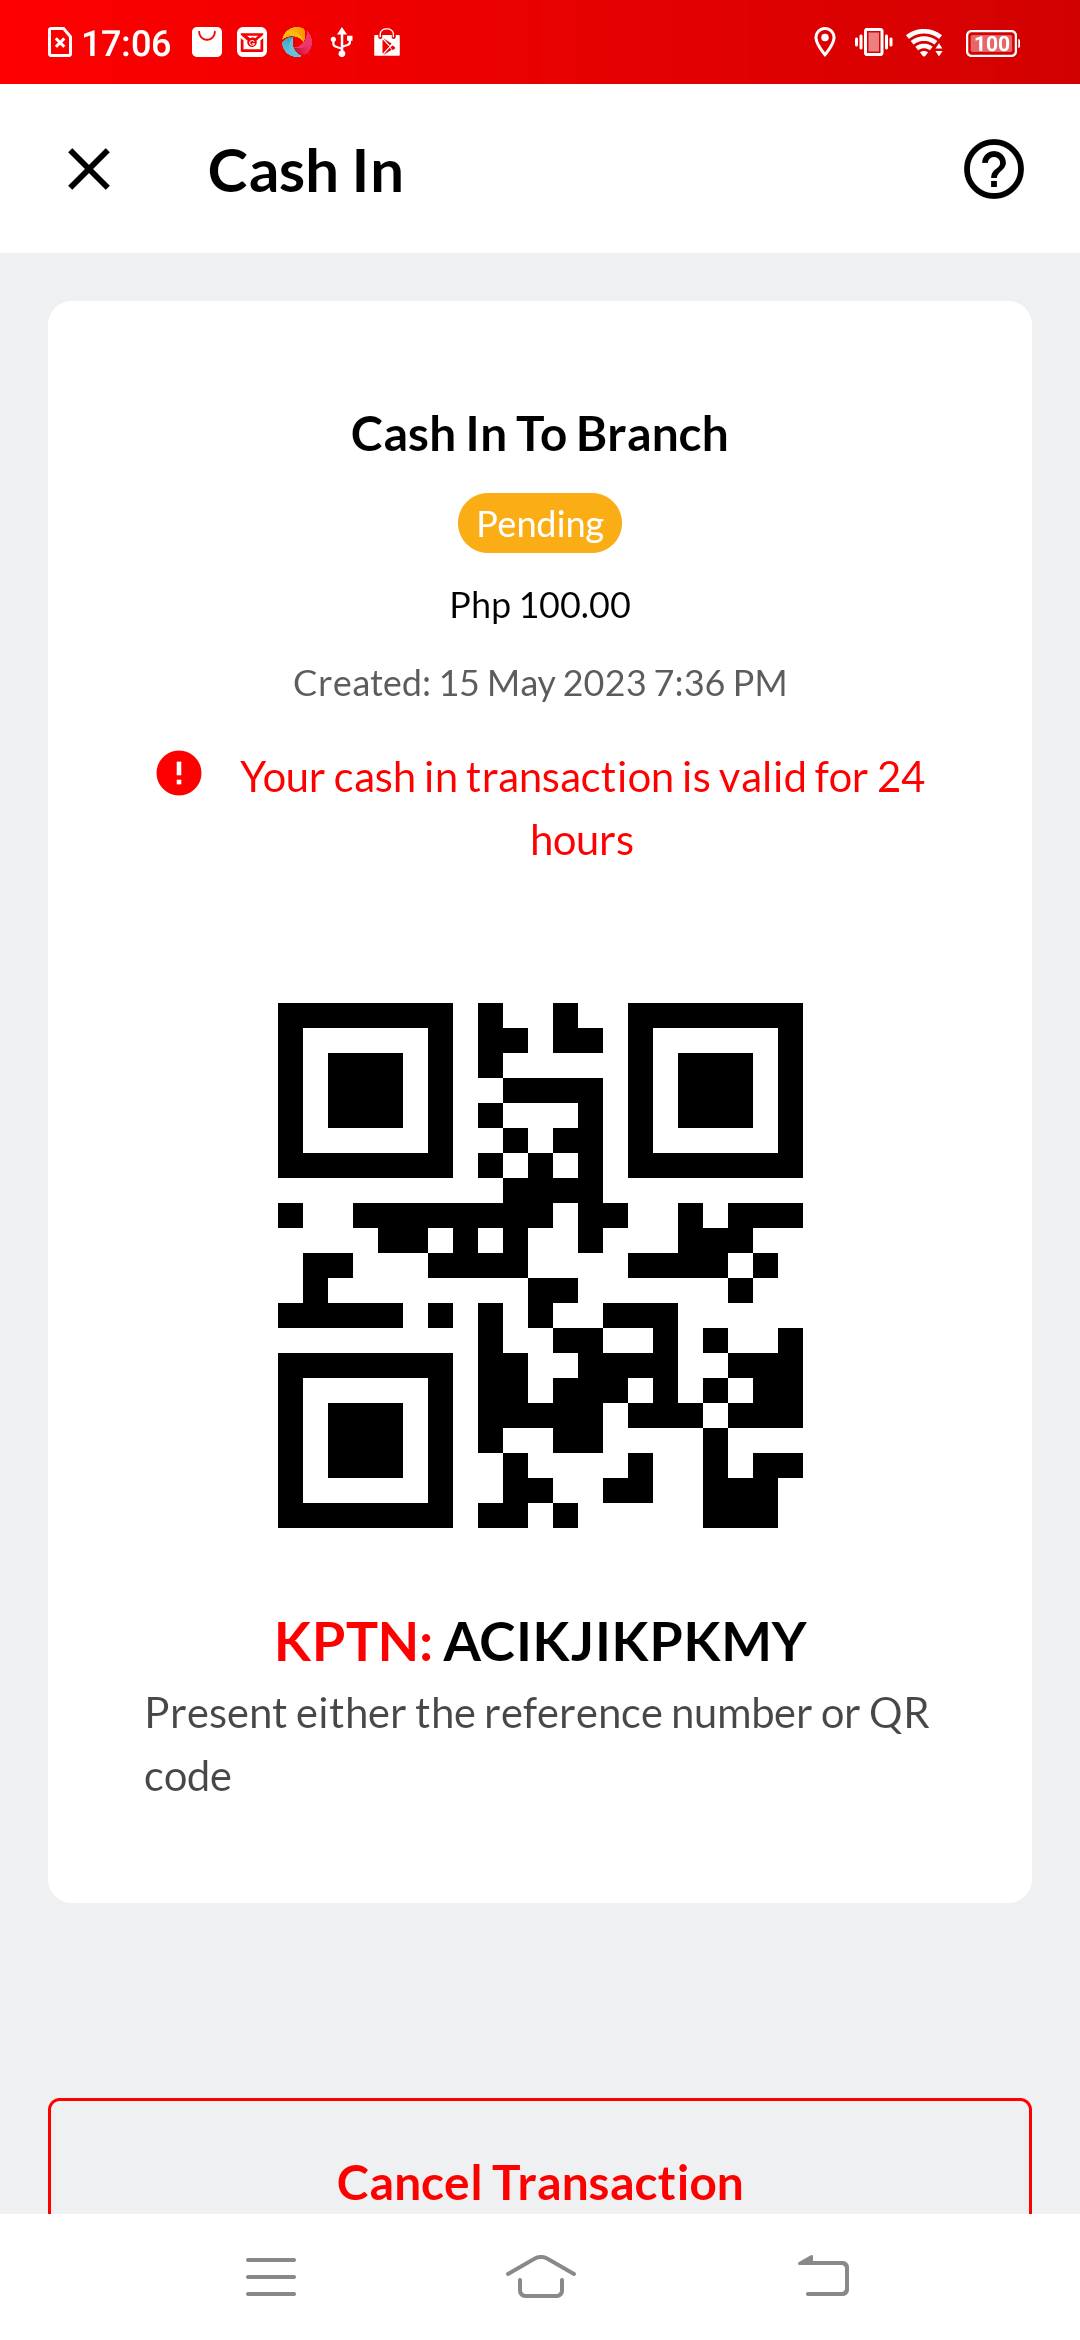 17:06
100
Cash In
Cash In To Branch
Pending
Php 100.00
Created: 15 May 2023 7:36 PM
Your cash in transaction is valid for 24
hours
KPTN: ACIKJIKPKMY
Present either the reference number or QR
code
Cancel Transaction